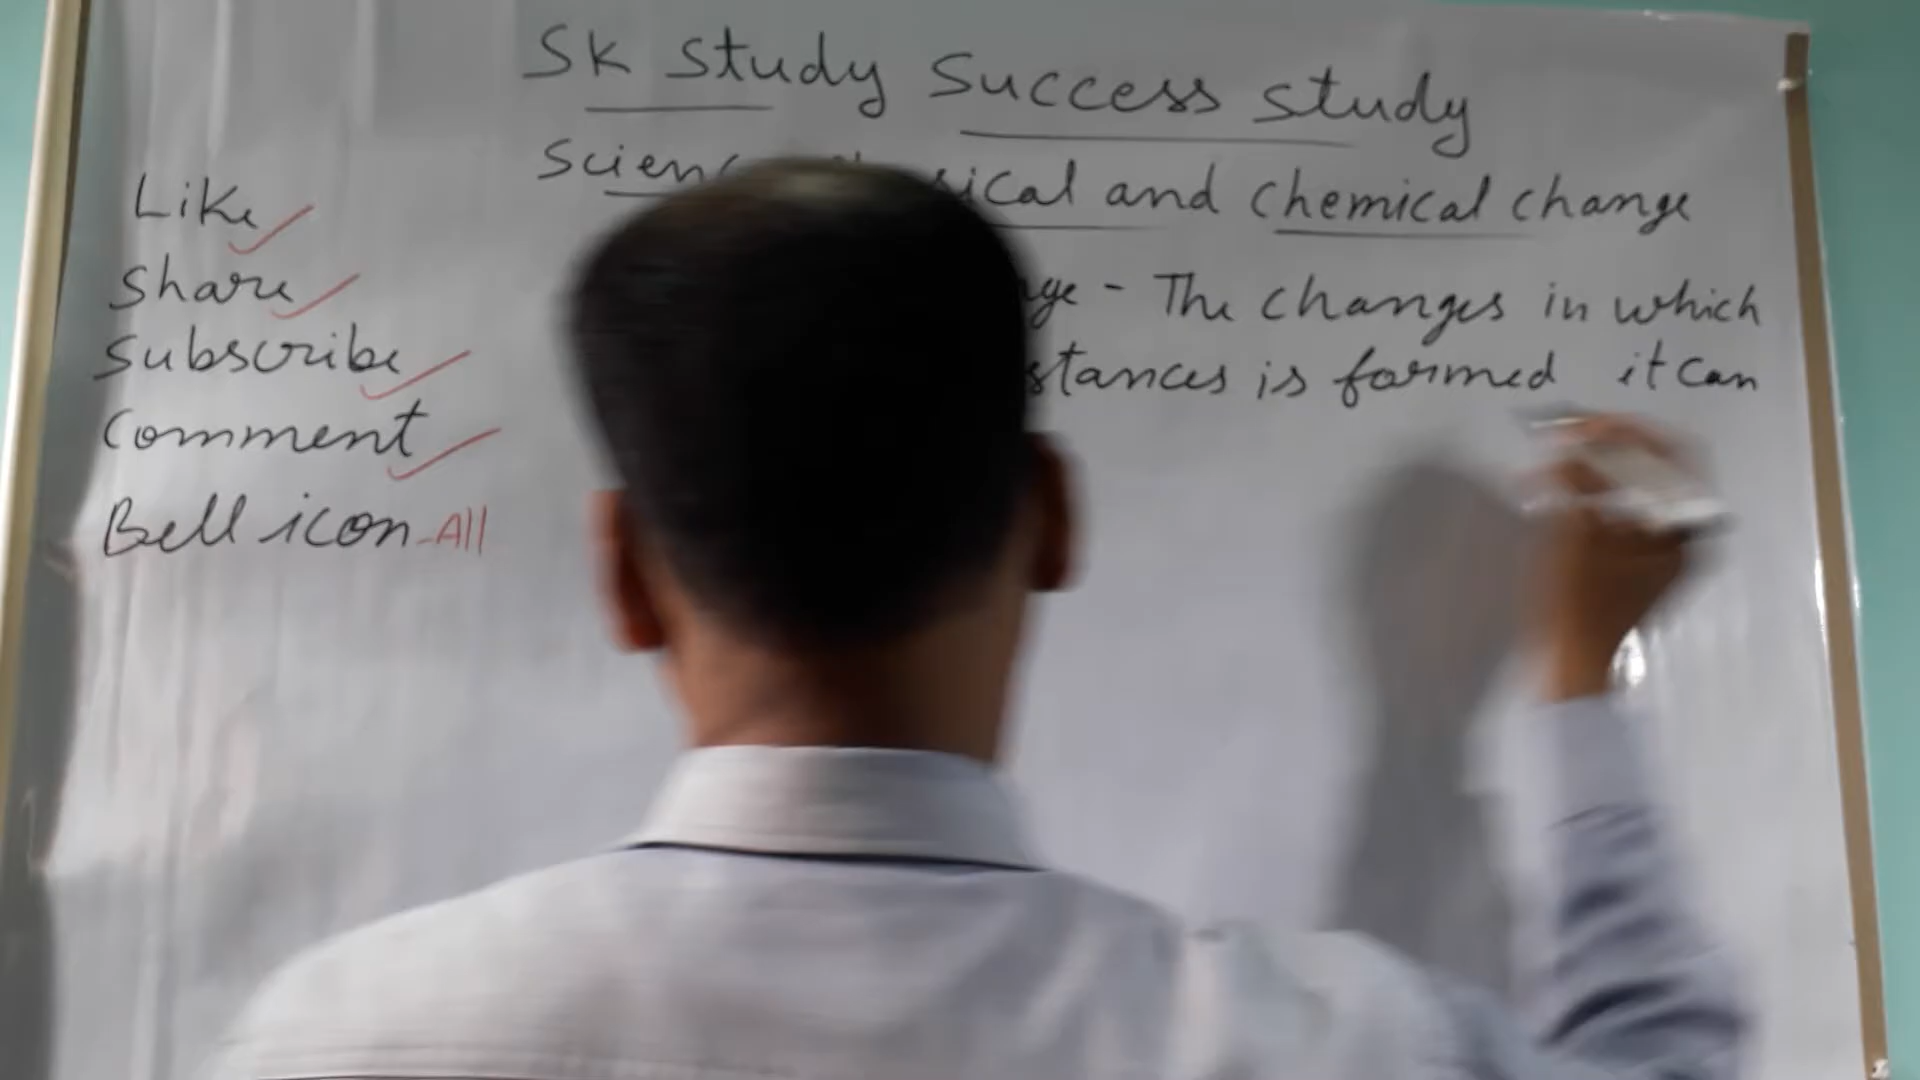 Sk study Success study
Scien ical and chemical change
ge - The changes in which
stances is formed it can
Like
Share
Subscribe
Comment
Bell icon - All